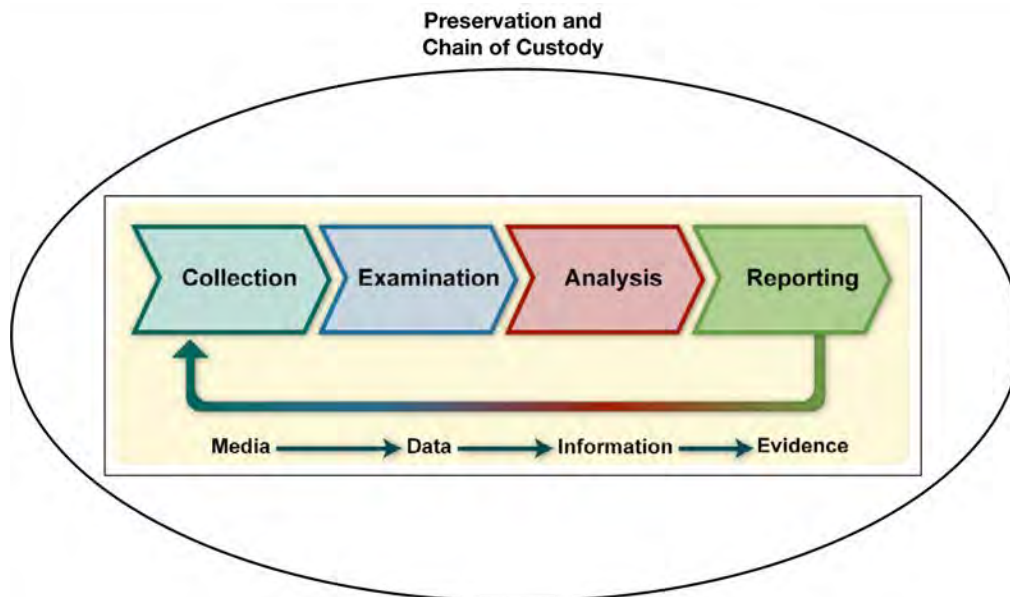 Preservation and
Chain of Custody
Collection Examination Analysis Reporting
Media Data Information Evidence